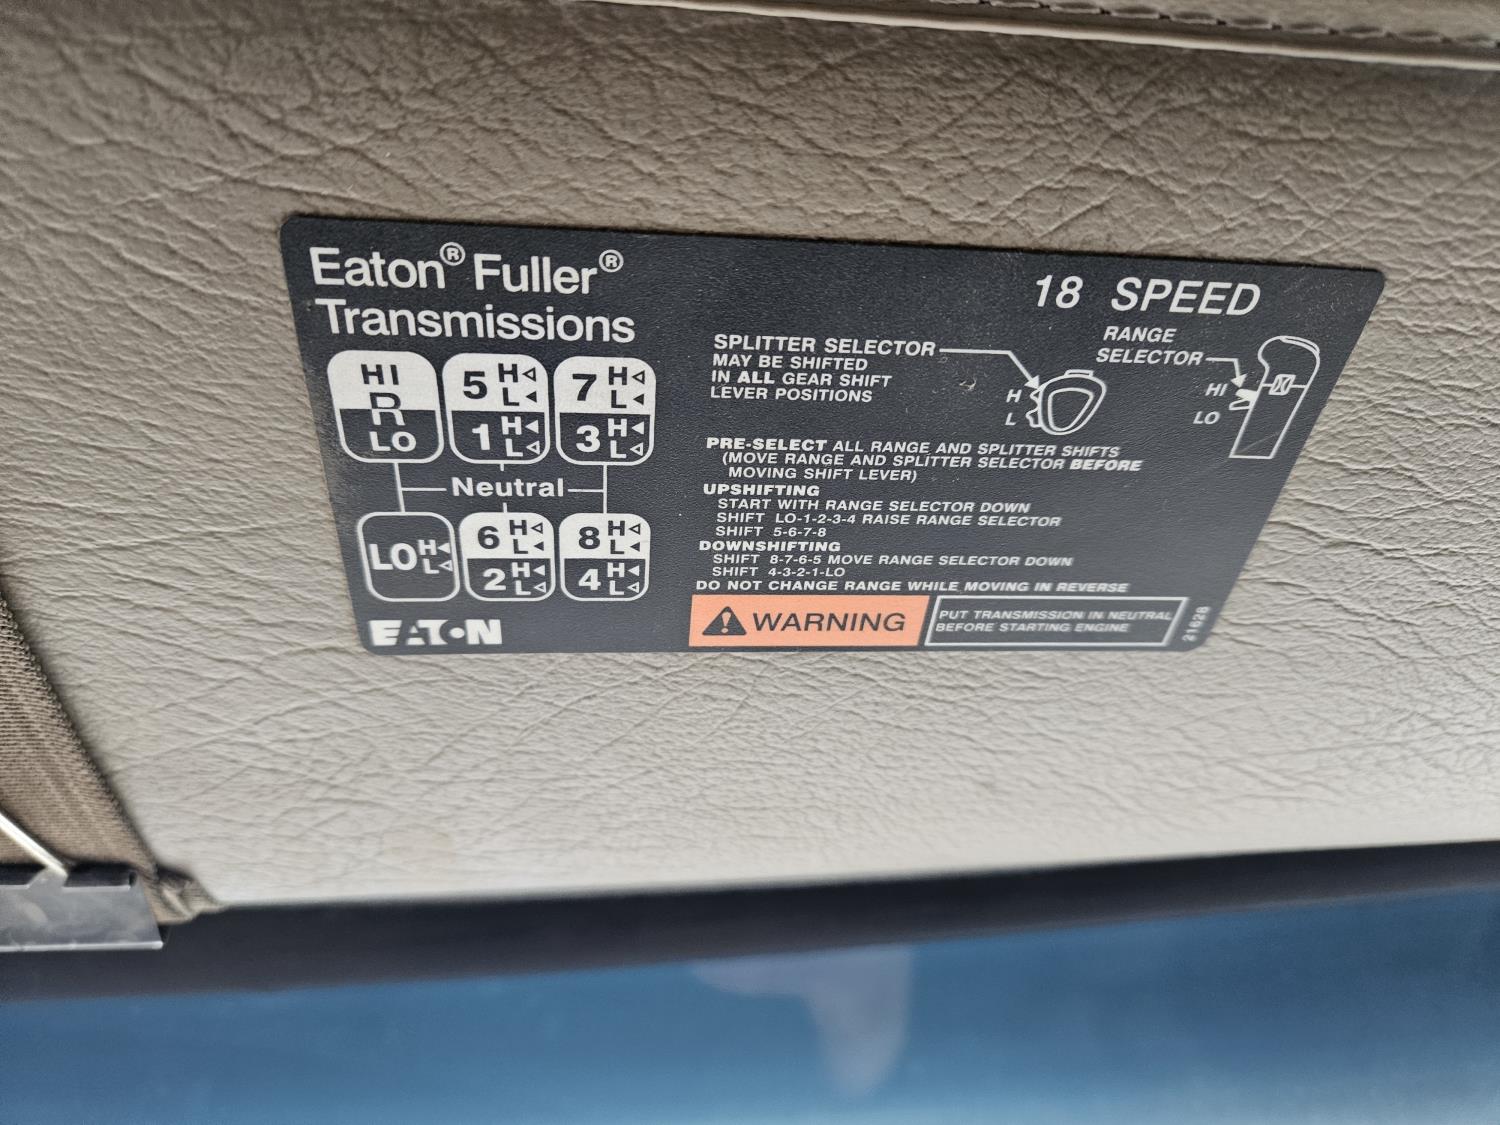 Eaton® Fuller®
Transmissions
18 SPEED
HI
R
LO
5 H L
1 H L
7 H L
3 H L
Neutral
LO H L
6 H L
2 H L
8 H L
4 H L
EATON
SPLITTER SELECTOR
MAY BE SHIFTED
IN ALL GEAR SHIFT
LEVER POSITIONS
H
L
RANGE
SELECTOR
HI
LO
PRE-SELECT ALL RANGE AND SPLITTER SHIFTS
(MOVE RANGE AND SPLITTER SELECTOR BEFORE
MOVING SHIFT LEVER)
UPSHIFTING
START WITH RANGE SELECTOR DOWN
SHIFT LO-1-2-3-4 RAISE RANGE SELECTOR
SHIFT 5-6-7-8
DOWNSHIFTING
SHIFT 8-7-6-5 MOVE RANGE SELECTOR DOWN
SHIFT 4-3-2-1-LO
DO NOT CHANGE RANGE WHILE MOVING IN REVERSE
WARNING
PUT TRANSMISSION IN NEUTRAL
BEFORE STARTING ENGINE
21628